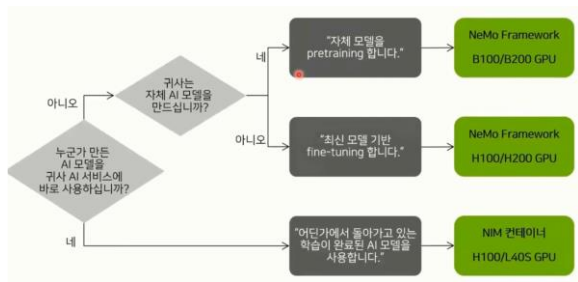 "자체 모델을
pretraining 합니다."
NeMo Framework
B100/B200 GPU
네
귀사는
자체 AI 모델을
만드십니까?
아니오
아니오
"최신 모델 기반
fine-tuning 합니다."
NeMo Framework
H100/H200 GPU
누군가 만든
AI 모델을
귀사 AI 서비스에
바로 사용하십니까?
네
"어딘가에서 돌아가고 있는
학습이 완료된 AI 모델을
사용합니다."
NIM 컨테이너
H100/L40S GPU